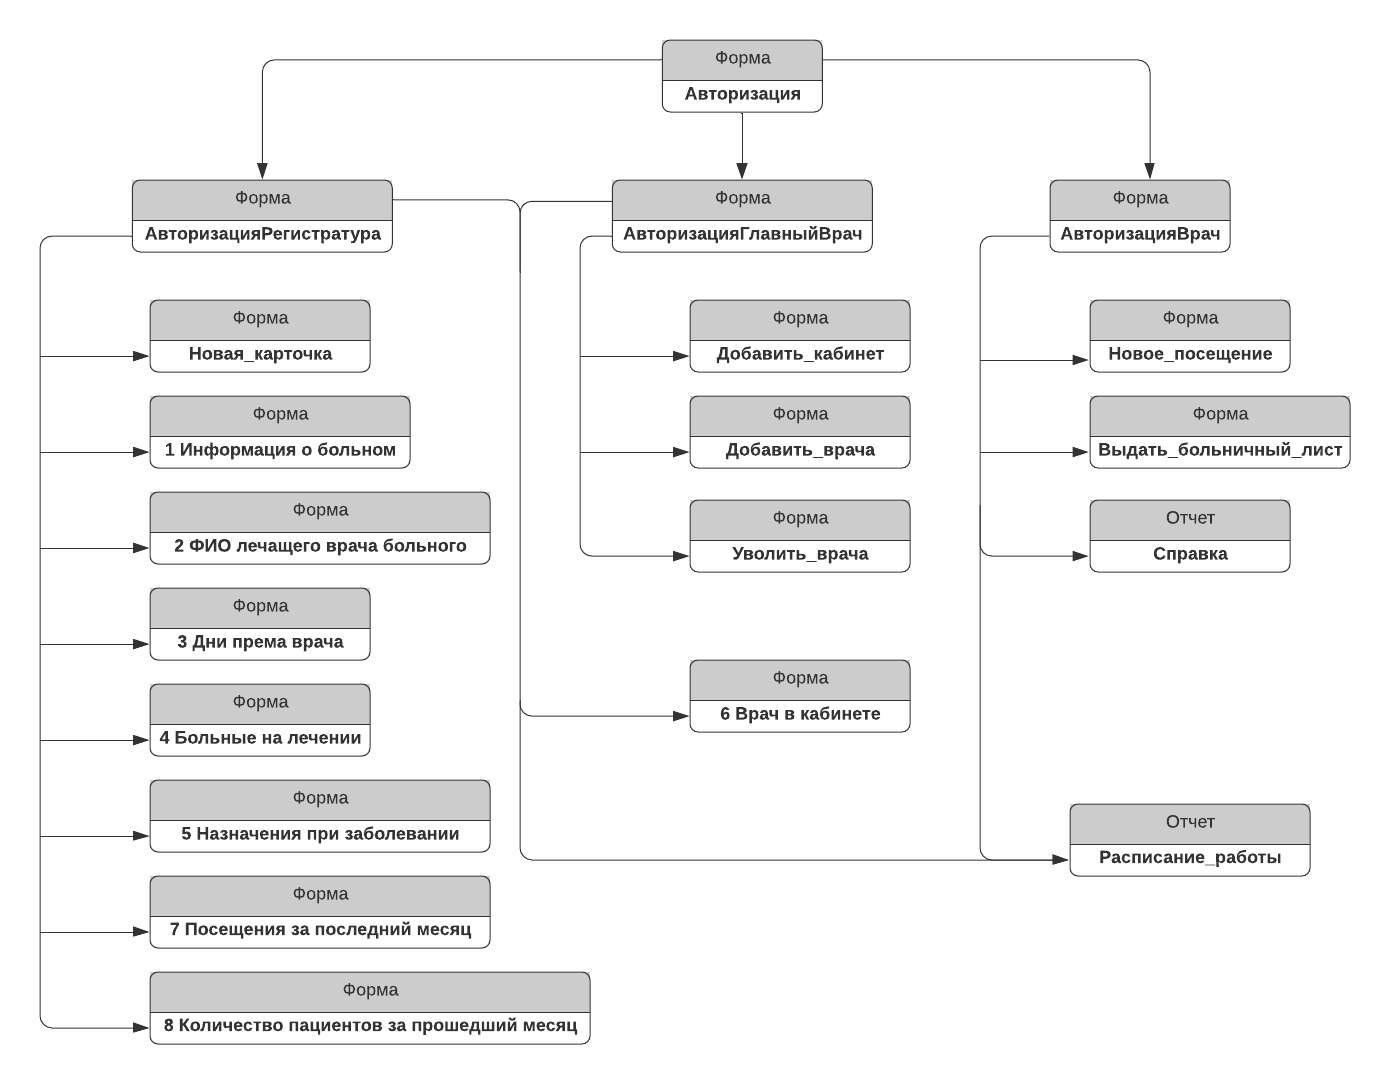 Форма
Авторизация
Форма
АвторизацияРегистратура
Форма
АвторизацияГлавныйВрач
Форма
АвторизацияВрач
Форма
Новая_карточка
Форма
1 Информация о больном
Форма
2 ФИО лечащего врача больного
Форма
3 Дни према врача
Форма
4 Больные на лечении
Форма
5 Назначения при заболевании
Форма
7 Посещения за последний месяц
Форма
8 Количество пациентов за прошедший месяц
Форма
Добавить_кабинет
Форма
Добавить_врача
Форма
Уволить_врача
Форма
6 Врач в кабинете
Форма
Новое_посещение
Форма
Выдать_больничный_лист
Отчет
Справка
Отчет
Расписание_работы